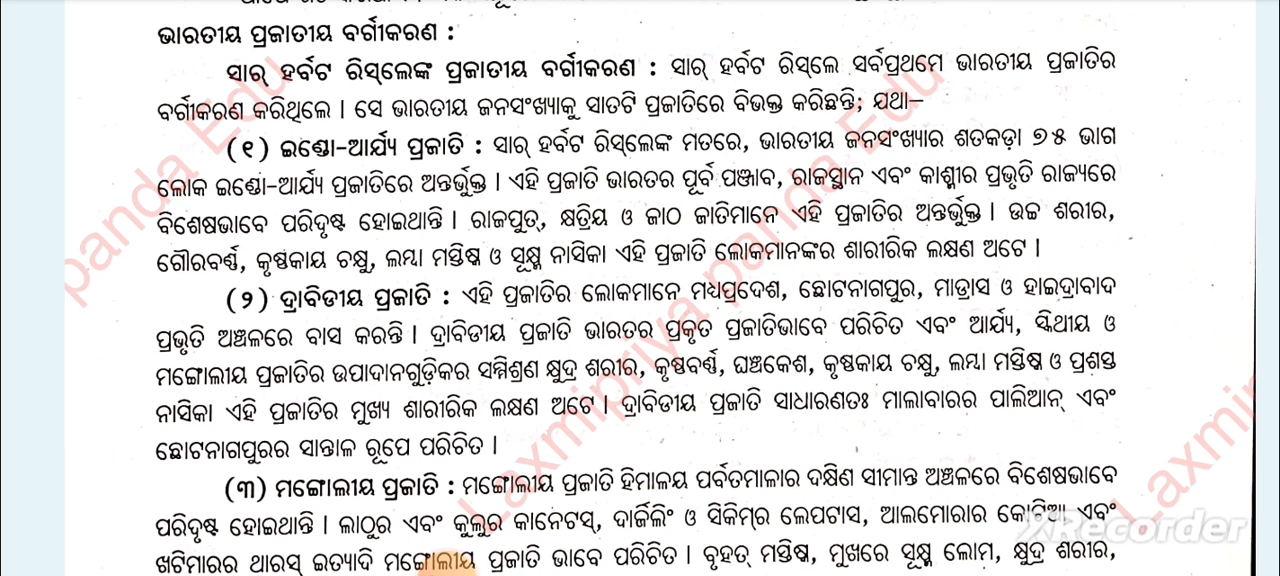 ଭାରତୀୟ ପ୍ରଜାତୀୟ ବର୍ଗୀକରଣ :
ସାର୍ ହର୍ବଟ ରିସ୍‌ଲେଙ୍କ ପ୍ରଜାତୀୟ ବର୍ଗୀକରଣ : ସାର୍ ହର୍ବଟ ରିସ୍‌ଲେ ସର୍ବପ୍ରଥମେ ଭାରତୀୟ ପ୍ରଜାତିର
ବର୍ଗୀକରଣ କରିଥିଲେ । ସେ ଭାରତୀୟ ଜନସଂଖ୍ୟାକୁ ସାତଟି ପ୍ରଜାତିରେ ବିଭକ୍ତ କରିଛନ୍ତି; ଯଥା–
(୧) ଇଣ୍ଡୋ-ଆର୍ଯ୍ୟ ପ୍ରଜାତି : ସାର୍ ହର୍ବଟ ରିସ୍‌ଲେଙ୍କ ମତରେ, ଭାରତୀୟ ଜନସଂଖ୍ୟାର ଶତକଡ଼ା ୭୫ ଭାଗ
ଲୋକ ଇଣ୍ଡୋ-ଆର୍ଯ୍ୟ ପ୍ରଜାତିରେ ଅନ୍ତର୍ଭୁକ୍ତ । ଏହି ପ୍ରଜାତି ଭାରତର ପୂର୍ବ ପଞ୍ଜାବ, ରାଜସ୍ଥାନ ଏବଂ କାଶ୍ମୀର ପ୍ରଭୃତି ରାଜ୍ୟରେ
ବିଶେଷଭାବେ ପରିଦୃଷ୍ଟ ହୋଇଥାନ୍ତି । ରାଜପୁତ୍, କ୍ଷତ୍ରିୟ ଓ ଜାଠ ଜାତିମାନେ ଏହି ପ୍ରଜାତିର ଅନ୍ତର୍ଭୁକ୍ତ । ଉଚ୍ଚ ଶରୀର,
ଗୌରବର୍ଣ୍ଣ, କୃଷ୍ଣକାୟ ଚକ୍ଷୁ, ଲମ୍ବା ମସ୍ତିଷ୍କ ଓ ସୂକ୍ଷ୍ମ ନାସିକା ଏହି ପ୍ରଜାତି ଲୋକମାନଙ୍କର ଶାରୀରିକ ଲକ୍ଷଣ ଅଟେ ।
(୨) ଦ୍ରାବିଡୀୟ ପ୍ରଜାତି : ଏହି ପ୍ରଜାତିର ଲୋକମାନେ ମଧ୍ୟପ୍ରଦେଶ, ଛୋଟନାଗପୁର, ମାଡ୍ରାସ ଓ ହାଇଦ୍ରାବାଦ
ପ୍ରଭୃତି ଅଞ୍ଚଳରେ ବାସ କରନ୍ତି । ଦ୍ରାବିଡୀୟ ପ୍ରଜାତି ଭାରତର ପ୍ରକୃତ ପ୍ରଜାତିଭାବେ ପରିଚିତ ଏବଂ ଆର୍ଯ୍ୟ, ସ୍କିଥୀୟ ଓ
ମଙ୍ଗୋଲୀୟ ପ୍ରଜାତିର ଉପାଦାନଗୁଡ଼ିକର ସମ୍ମିଶ୍ରଣ କ୍ଷୁଦ୍ର ଶରୀର, କୃଷ୍ଣବର୍ଣ୍ଣ, ଘଞ୍ଚକେଶ, କୃଷ୍ଣକାୟ ଚକ୍ଷୁ, ଲମ୍ବା ମସ୍ତିଷ୍କ ଓ ପ୍ରଶସ୍ତ
ନାସିକା ଏହି ପ୍ରଜାତିର ମୁଖ୍ୟ ଶାରୀରିକ ଲକ୍ଷଣ ଅଟେ । ଦ୍ରାବିଡୀୟ ପ୍ରଜାତି ସାଧାରଣତଃ ମାଲାବାରର ପାଲିଆନ୍ ଏବଂ
ଛୋଟନାଗପୁରର ସାନ୍ତାଳ ରୂପେ ପରିଚିତ ।
(୩) ମଙ୍ଗୋଲୀୟ ପ୍ରଜାତି : ମଙ୍ଗୋଲୀୟ ପ୍ରଜାତି ହିମାଳୟ ପର୍ବତମାଳାର ଦକ୍ଷିଣ ସୀମାନ୍ତ ଅଞ୍ଚଳରେ ବିଶେଷଭାବେ
ପରିଦୃଷ୍ଟ ହୋଇଥାନ୍ତି । ଲାଠୁର ଏବଂ କୁଲୁର କାନେଟସ୍, ଦାର୍ଜିଲିଂ ଓ ସିକିମ୍‌ର ଲେପଟାସ, ଆଲମୋରାର କୋଟିଆ ଏବଂ
ଖଟିମାରର ଥାରସ୍ ଇତ୍ୟାଦି ମଙ୍ଗୋଲୀୟ ପ୍ରଜାତି ଭାବେ ପରିଚିତ । ବୃହତ୍ ମସ୍ତିଷ୍କ, ମୁଖରେ ସୂକ୍ଷ୍ମ ଲୋମ, କ୍ଷୁଦ୍ର ଶରୀର,
panda Edu
Laxmipriya panda Edu
Laxmip
XRecorder